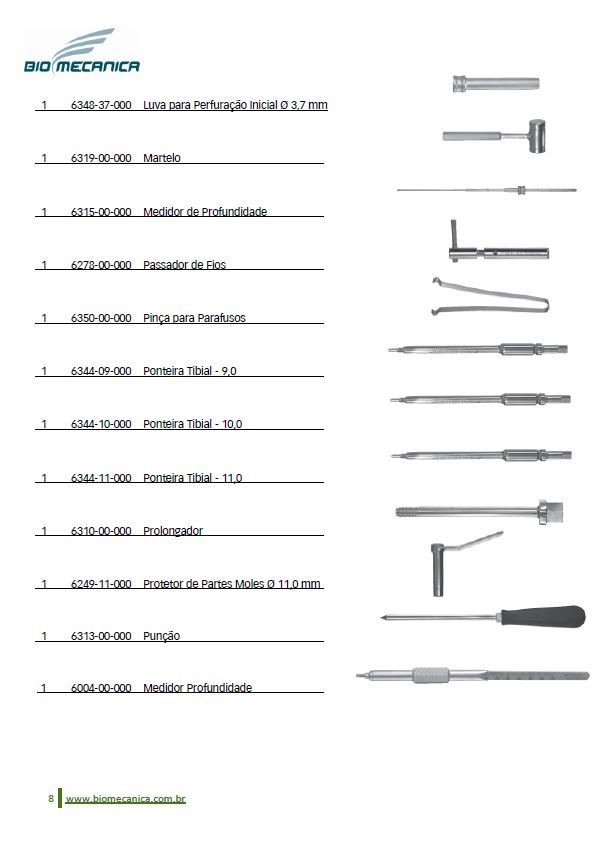 BIOMECANICA
1 6348-37-000 Luva para Perfuração Inicial Ø 3,7 mm
1 6319-00-000 Martelo
1 6315-00-000 Medidor de Profundidade
1 6278-00-000 Passador de Fios
1 6350-00-000 Pinça para Parafusos
1 6344-09-000 Ponteira Tibial - 9,0
1 6344-10-000 Ponteira Tibial - 10,0
1 6344-11-000 Ponteira Tibial - 11,0
1 6310-00-000 Prolongador
1 6249-11-000 Protetor de Partes Moles Ø 11,0 mm
1 6313-00-000 Punção
1 6004-00-000 Medidor Profundidade
8 www.biomecanica.com.br